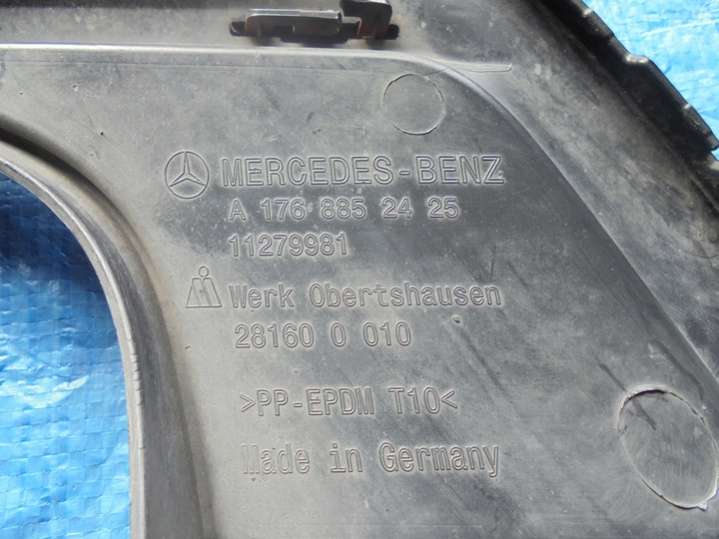 MERCEDES-BENZ
A 176 885 24 25
11279981
Werk Obertshausen
28160 0 010
>PP-EPDM T10<
Made in Germany